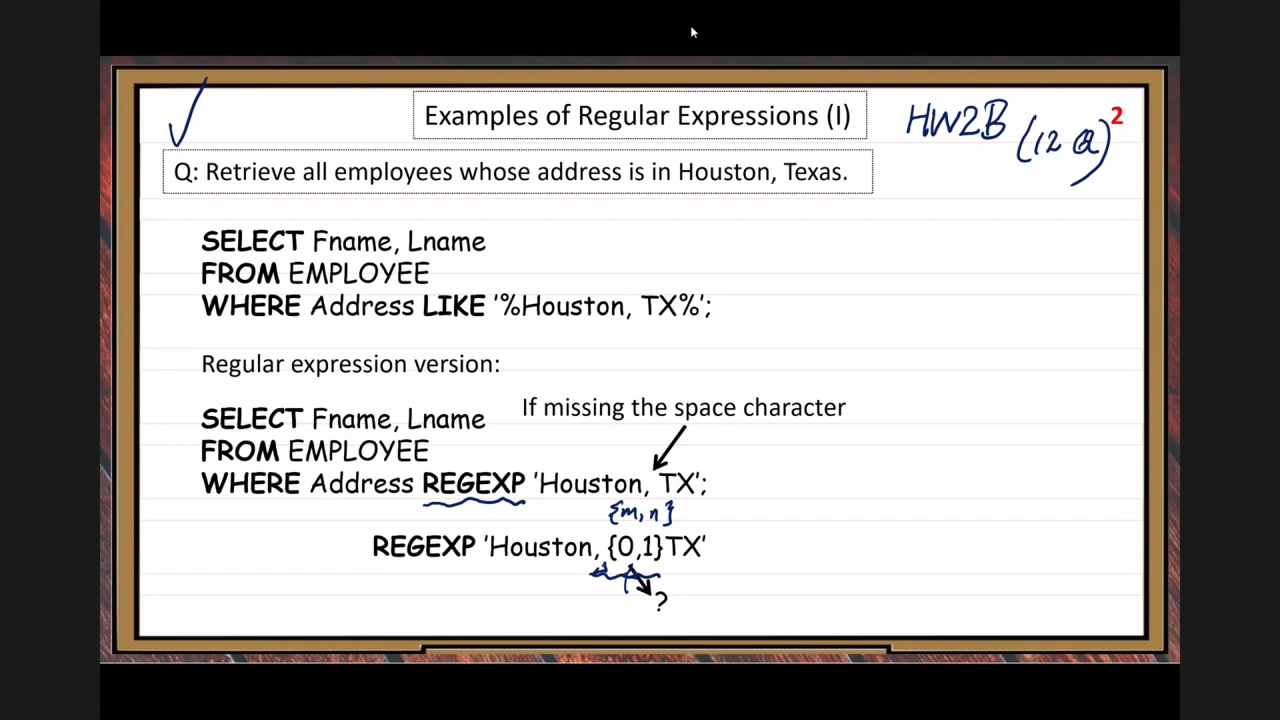 Examples of Regular Expressions (I)
HW2B (12 Q)
2
Q: Retrieve all employees whose address is in Houston, Texas.
SELECT Fname, Lname
FROM EMPLOYEE
WHERE Address LIKE '%Houston, TX%';
Regular expression version:
If missing the space character
SELECT Fname, Lname
FROM EMPLOYEE
WHERE Address REGEXP 'Houston, TX';
{m,n}
REGEXP 'Houston, {0,1}TX'
?